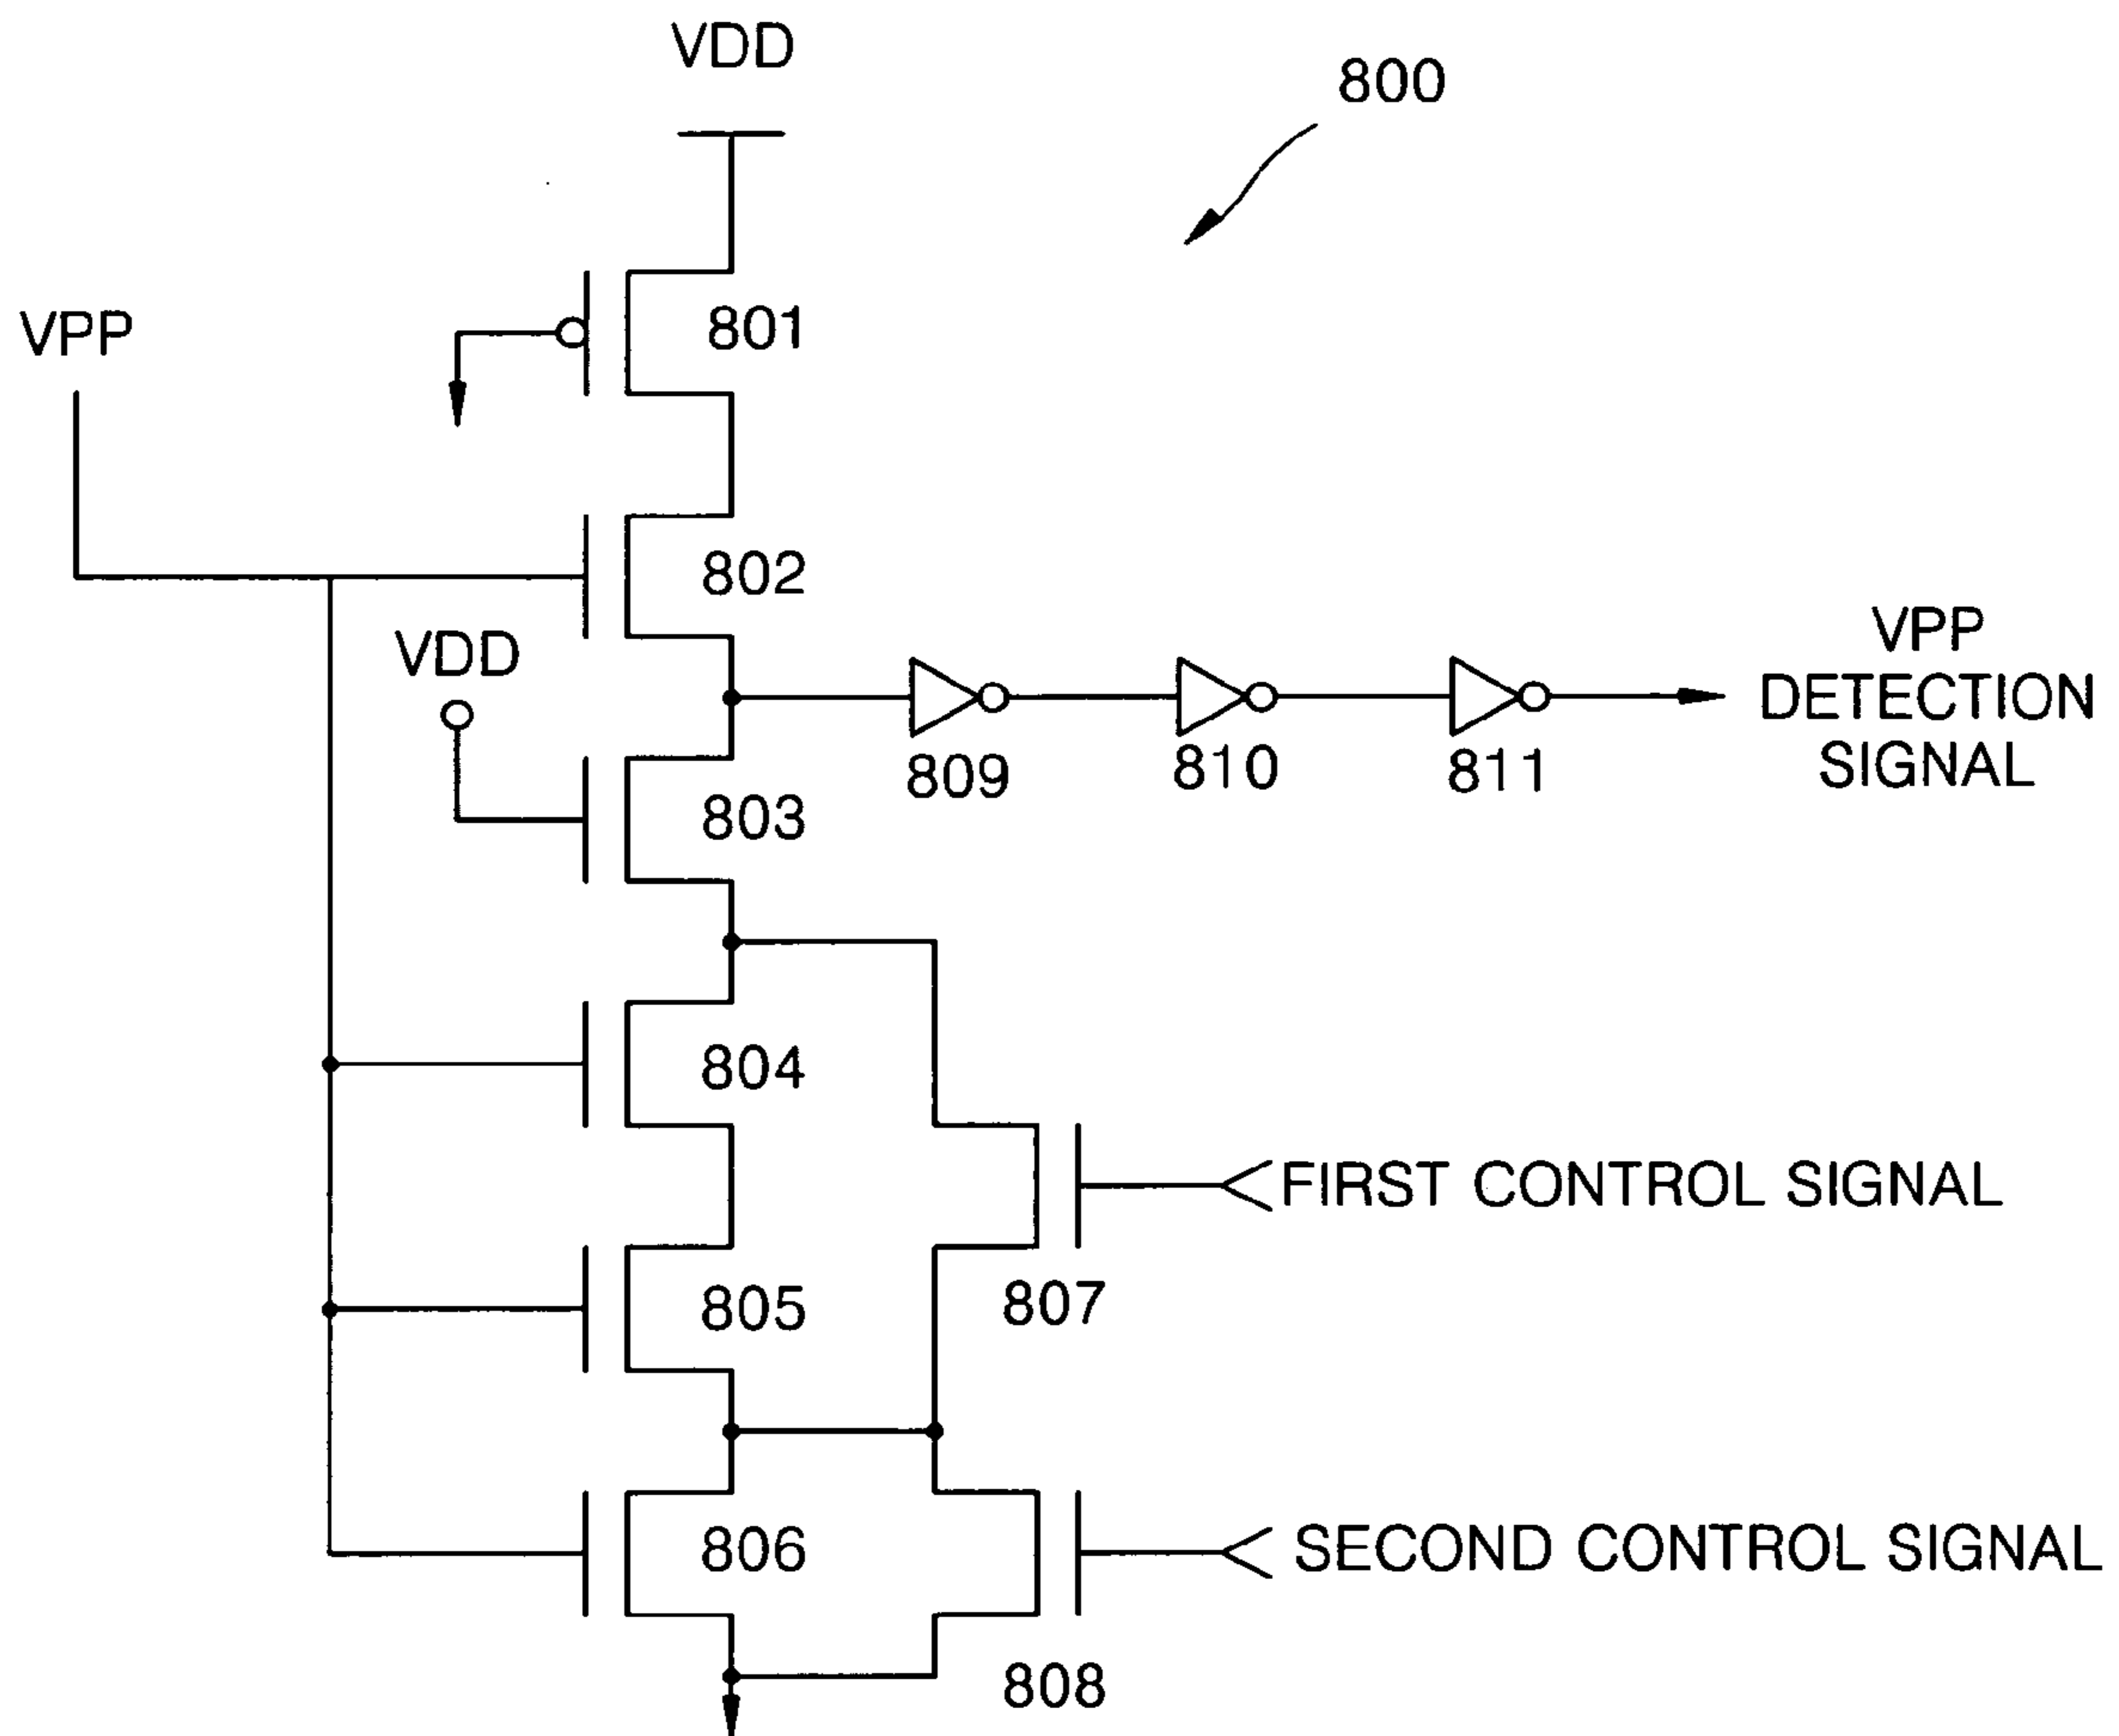 VDD
800
VPP
801
802
VDD
VPP
DETECTION
SIGNAL
809
810
811
803
804
FIRST CONTROL SIGNAL
805
807
806
SECOND CONTROL SIGNAL
808